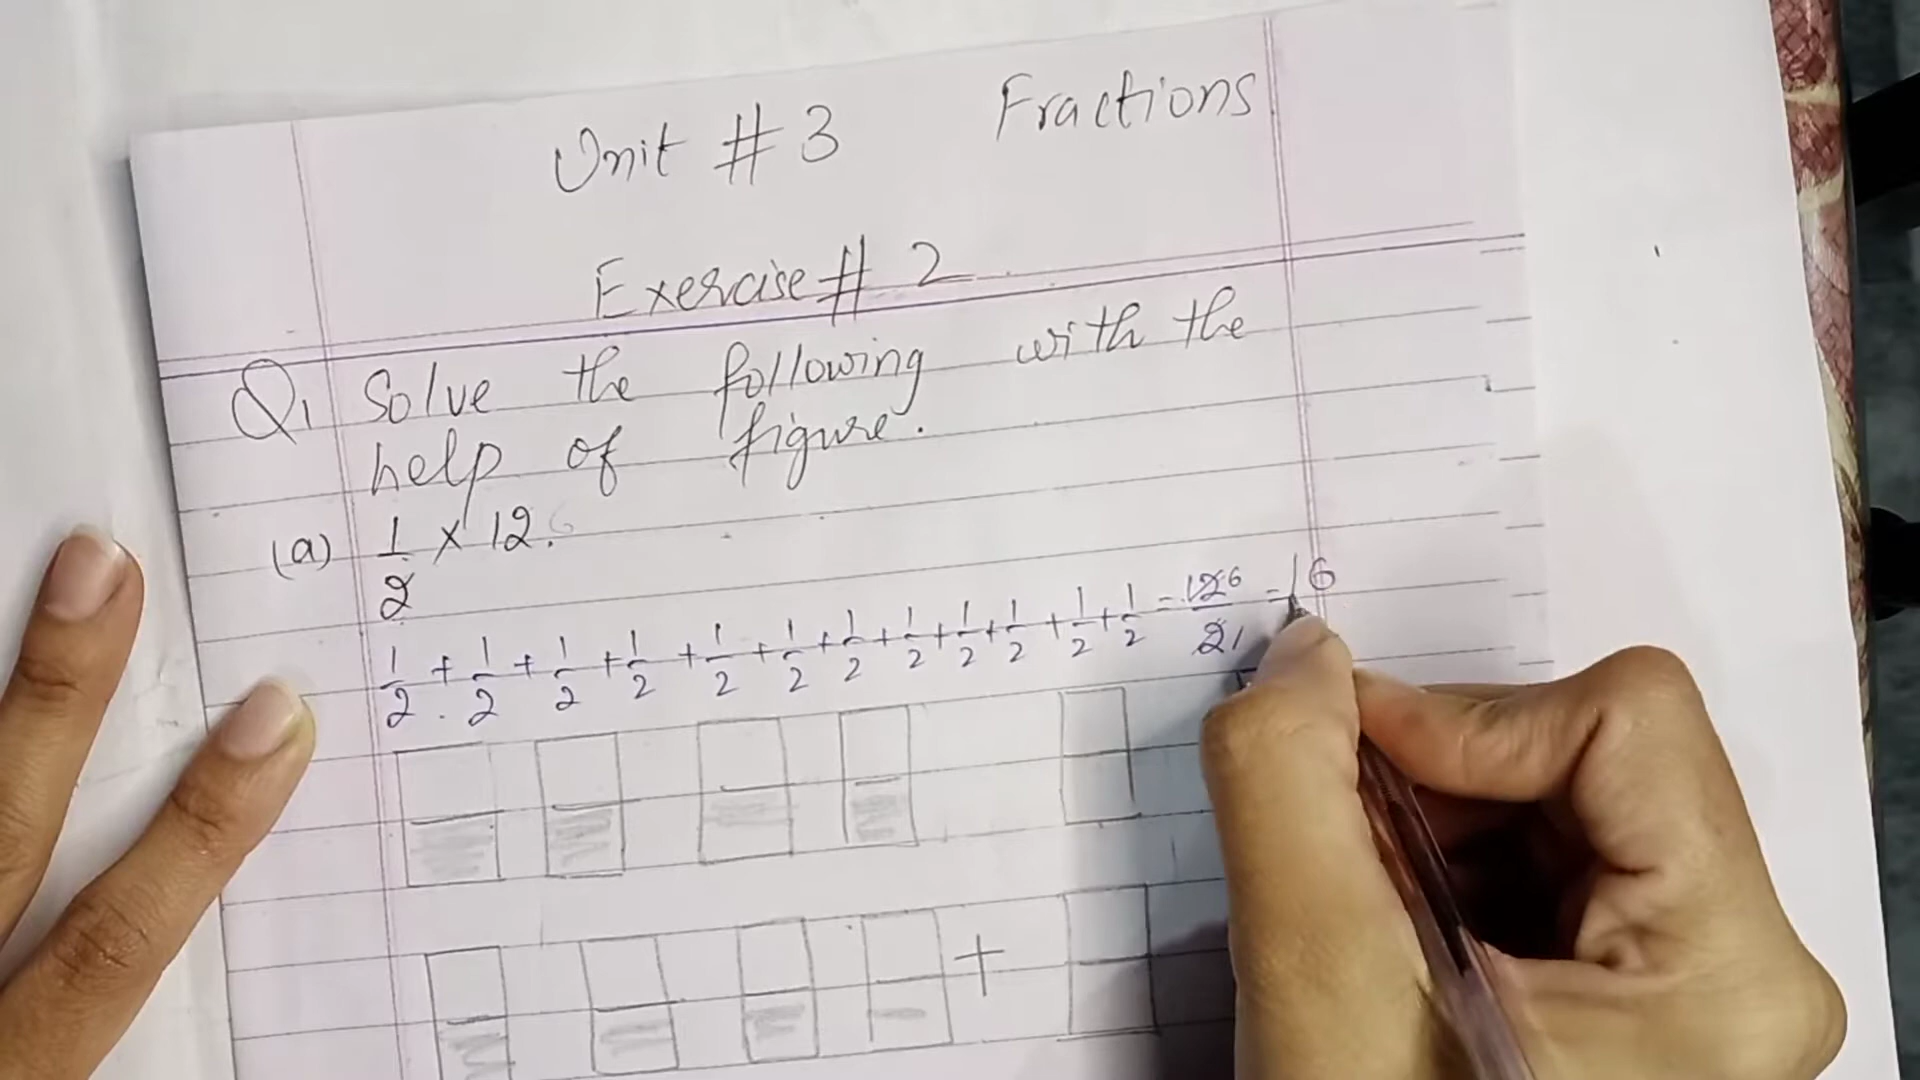 Unit # 3 Fractions
Exercise # 2
Q1 Solve the following with the
help of figure.
(a) 1/2 x 12.
1/2 + 1/2 + 1/2 + 1/2 + 1/2 + 1/2 + 1/2 + 1/2 + 1/2 + 1/2 + 1/2 + 1/2 = 12 6/2 1 = 6
+